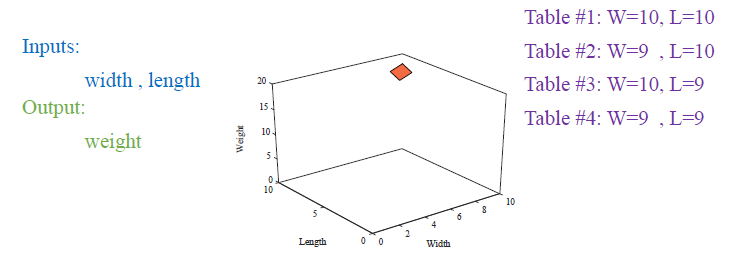 Inputs:
width , length
Output:
weight
20
15
10
5
0
Weight
10
5
0
Length
0
2
4
6
8
10
Width
Table #1: W=10, L=10
Table #2: W=9 , L=10
Table #3: W=10, L=9
Table #4: W=9 , L=9